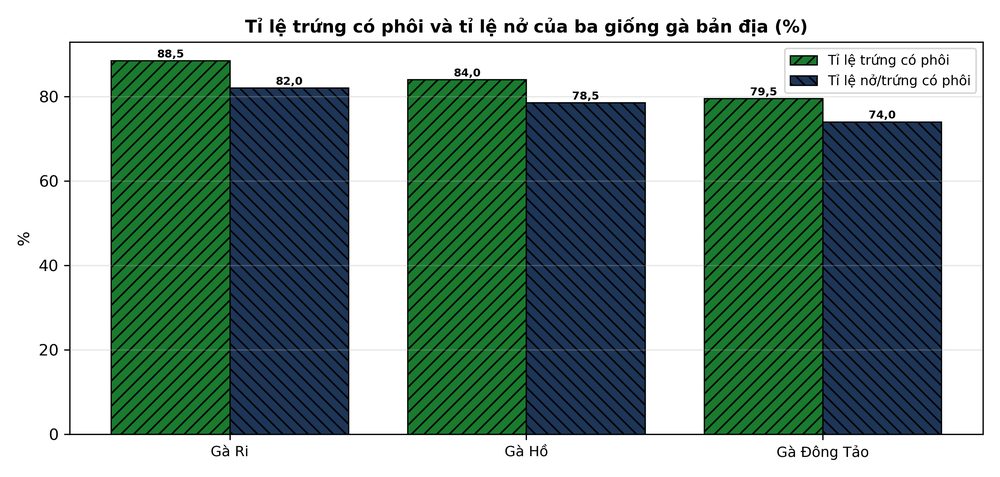 Tỉ lệ trứng có phôi và tỉ lệ nở của ba giống gà bản địa (%)
88,5
82,0
84,0
78,5
79,5
74,0
Tỉ lệ trứng có phôi
Tỉ lệ nở/trứng có phôi
%
80
60
40
20
0
Gà Ri
Gà Hồ
Gà Đông Tảo